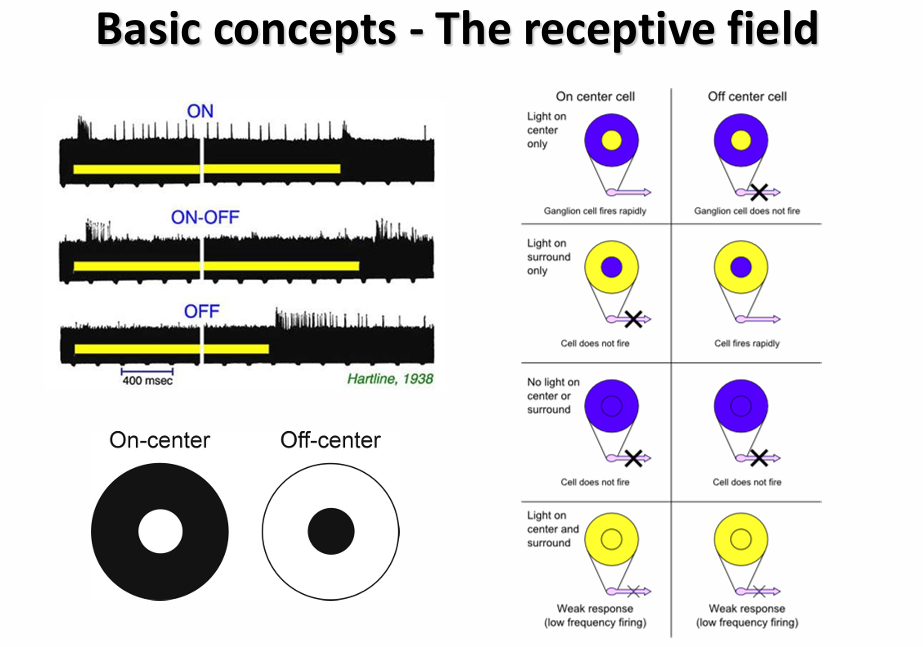 Basic concepts - The receptive field
ON
ON-OFF
OFF
400 msec
Hartline, 1938
On-center
Off-center
On center cell
Off center cell
Light on
center
only
Ganglion cell fires rapidly
Ganglion cell does not fire
Light on
surround
only
Cell does not fire
Cell fires rapidly
No light on
center or
surround
Cell does not fire
Cell does not fire
Light on
center and
surround
Weak response
(low frequency firing)
Weak response
(low frequency firing)